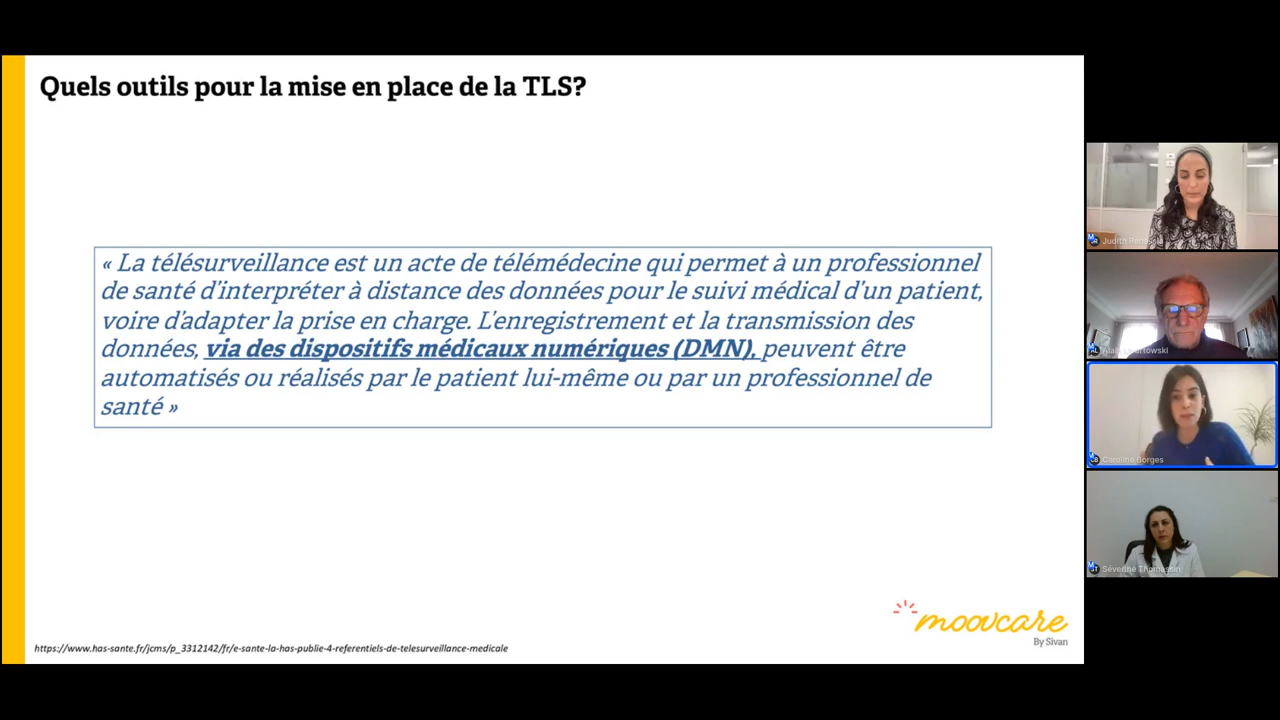 Quels outils pour la mise en place de la TLS?
« La télésurveillance est un acte de télémédecine qui permet à un professionnel
de santé d'interpréter à distance des données pour le suivi médical d'un patient,
voire d'adapter la prise en charge. L'enregistrement et la transmission des
données, via des dispositifs médicaux numériques (DMN), peuvent être
automatisés ou réalisés par le patient lui-même ou par un professionnel de
santé »
moovcare
By Sivan
https://www.has-sante.fr/jcms/p_3312142/fr/e-sante-la-has-publie-4-referentiels-de-telesurveillance-medicale
Judith
Caroline Borges
Séverine Thomassin